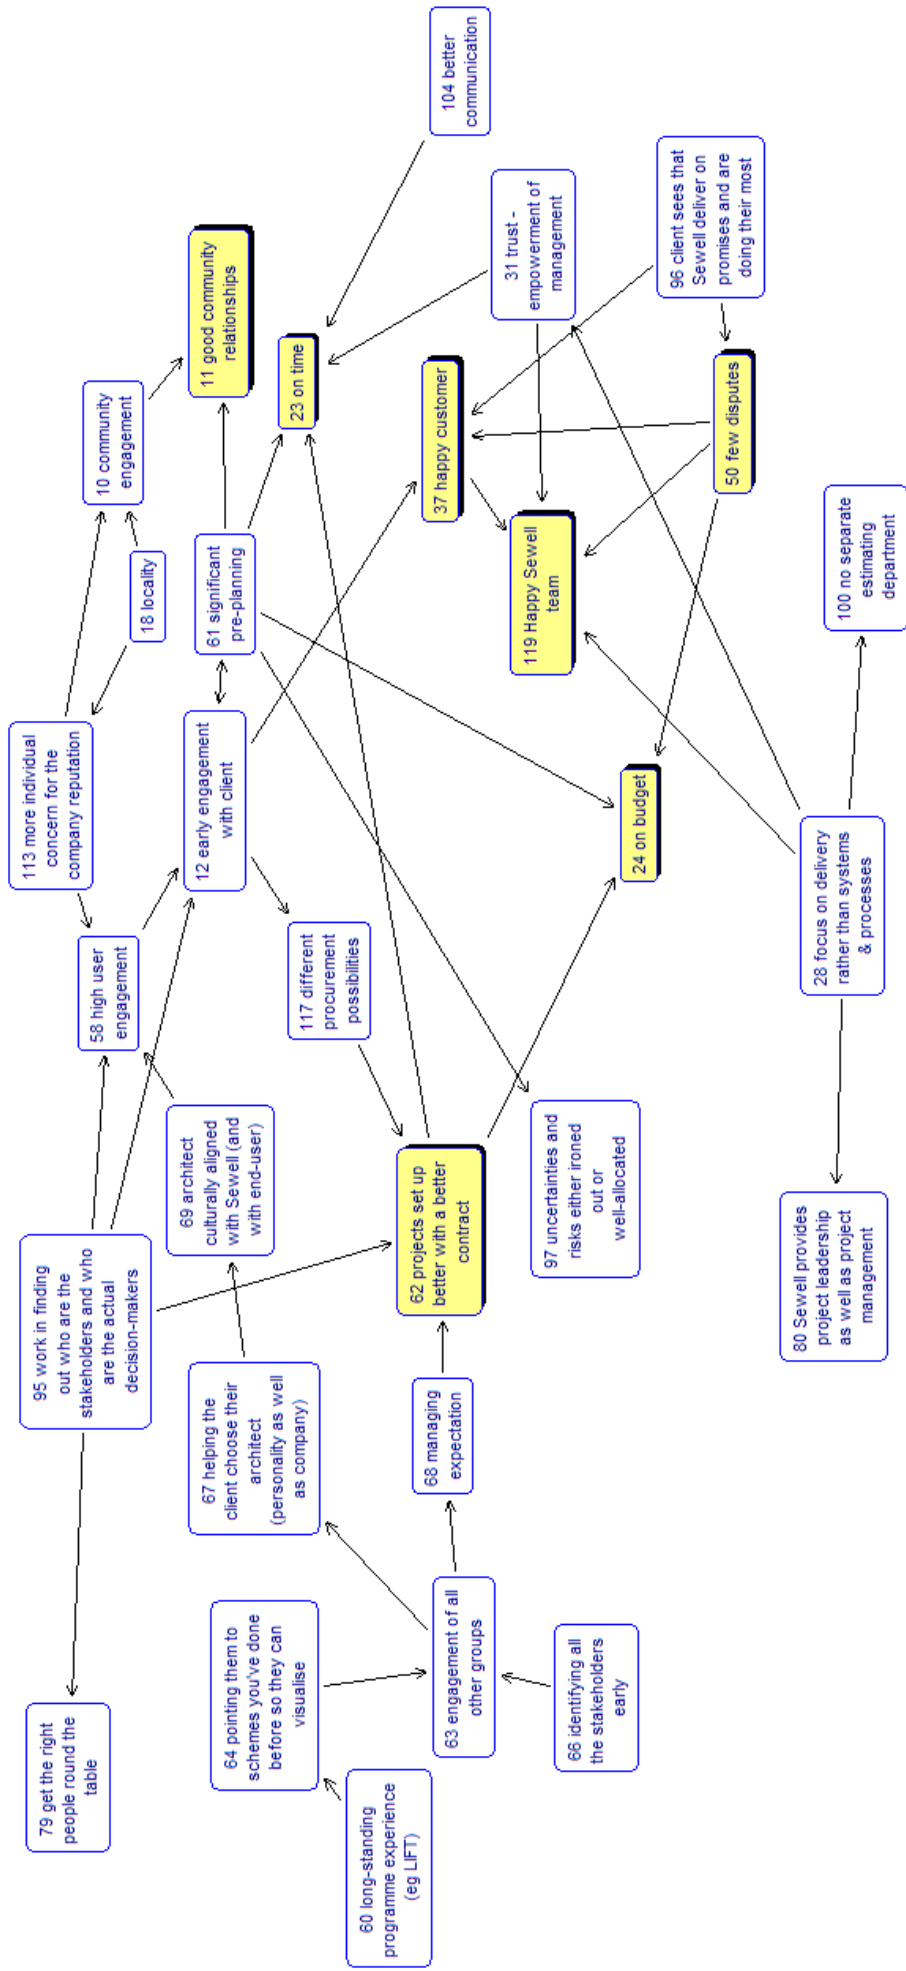 79 get the right
people round the
table
95 work in finding
out who are the
stakeholders and who
are the actual
decision-makers
113 more individual
concern for the
company reputation
58 high user
engagement
10 community
engagement
18 locality
64 pointing them to
schemes you've done
before so they can
visualise
67 helping the
client choose their
architect
(personality as well
as company)
69 architect
culturally aligned
with Sewell (and
with end-user)
12 early engagement
with client
61 significant
pre-planning
11 good community
relationships
60 long-standing
programme experience
(eg LIFT)
117 different
procurement
possibilities
23 on time
63 engagement of all
other groups
68 managing
expectation
62 projects set up
better with a better
contract
37 happy customer
104 better
communication
66 identifying all
the stakeholders
early
97 uncertainties and
risks either ironed
out or
well-allocated
24 on budget
119 Happy Sewell
team
31 trust -
empowerment of
management
50 few disputes
96 client sees that
Sewell deliver on
promises and are
doing their most
80 Sewell provides
project leadership
as well as project
management
28 focus on delivery
rather than systems
& processes
100 no separate
estimating
department